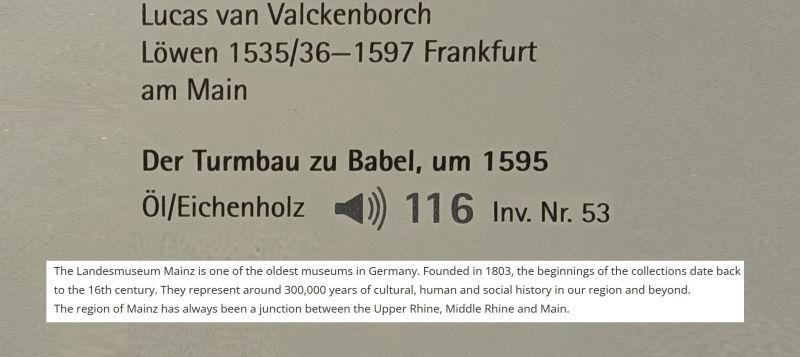 Lucas van Valckenborch
Löwen 1535/36–1597 Frankfurt
am Main
Der Turmbau zu Babel, um 1595
Öl/Eichenholz 116 Inv. Nr. 53
The Landesmuseum Mainz is one of the oldest museums in Germany. Founded in 1803, the beginnings of the collections date back
to the 16th century. They represent around 300,000 years of cultural, human and social history in our region and beyond.
The region of Mainz has always been a junction between the Upper Rhine, Middle Rhine and Main.